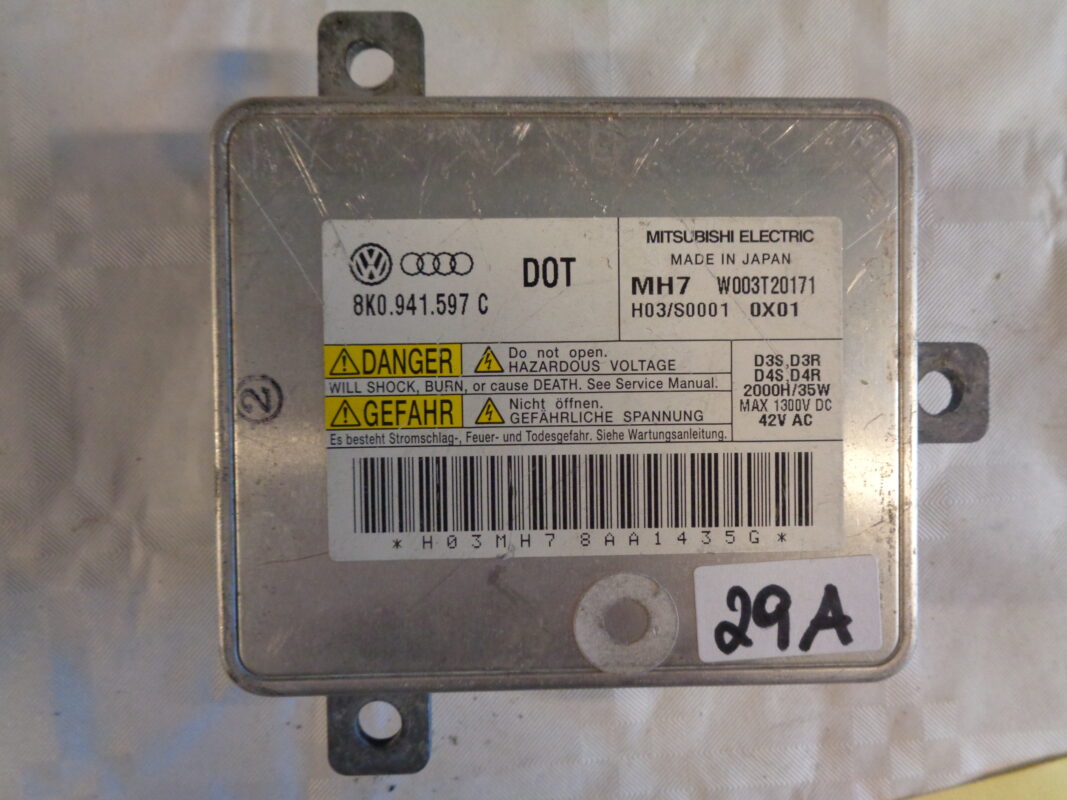 8K0.941.597 C
DOT
MITSUBISHI ELECTRIC
MADE IN JAPAN
MH7 W003T20171
H03/S0001 0X01
DANGER
Do not open.
HAZARDOUS VOLTAGE
WILL SHOCK, BURN, or cause DEATH. See Service Manual.
GEFAHR
Nicht öffnen.
GEFÄHRLICHE SPANNUNG
Es besteht Stromschlag-, Feuer- und Todesgefahr. Siehe Wartungsanleitung.
D3S,D3R
D4S,D4R
2000H/35W
MAX 1300V DC
42V AC
*H03MH78AA1435G*
2
29A